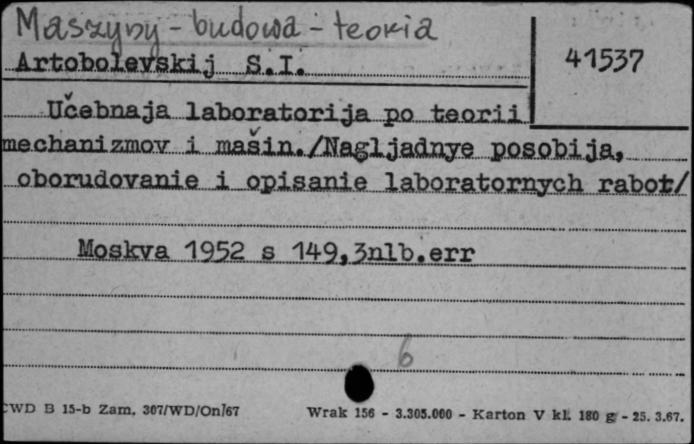 Maszyny - budowa - teoria
Artobolevskij S.I.
41537
Učebnaja laboratorija po teorii
mechanizmov i mašin./Nagljadnye posobija,
oborudovanie i opisanie laboratornych rabot/
Moskva 1952 s 149,3nlb.err
6
CWD B 15-b Zam. 307/WD/On/67 Wrak 156 - 3.305.000 - Karton V kl. 180 g - 25. 3.67.